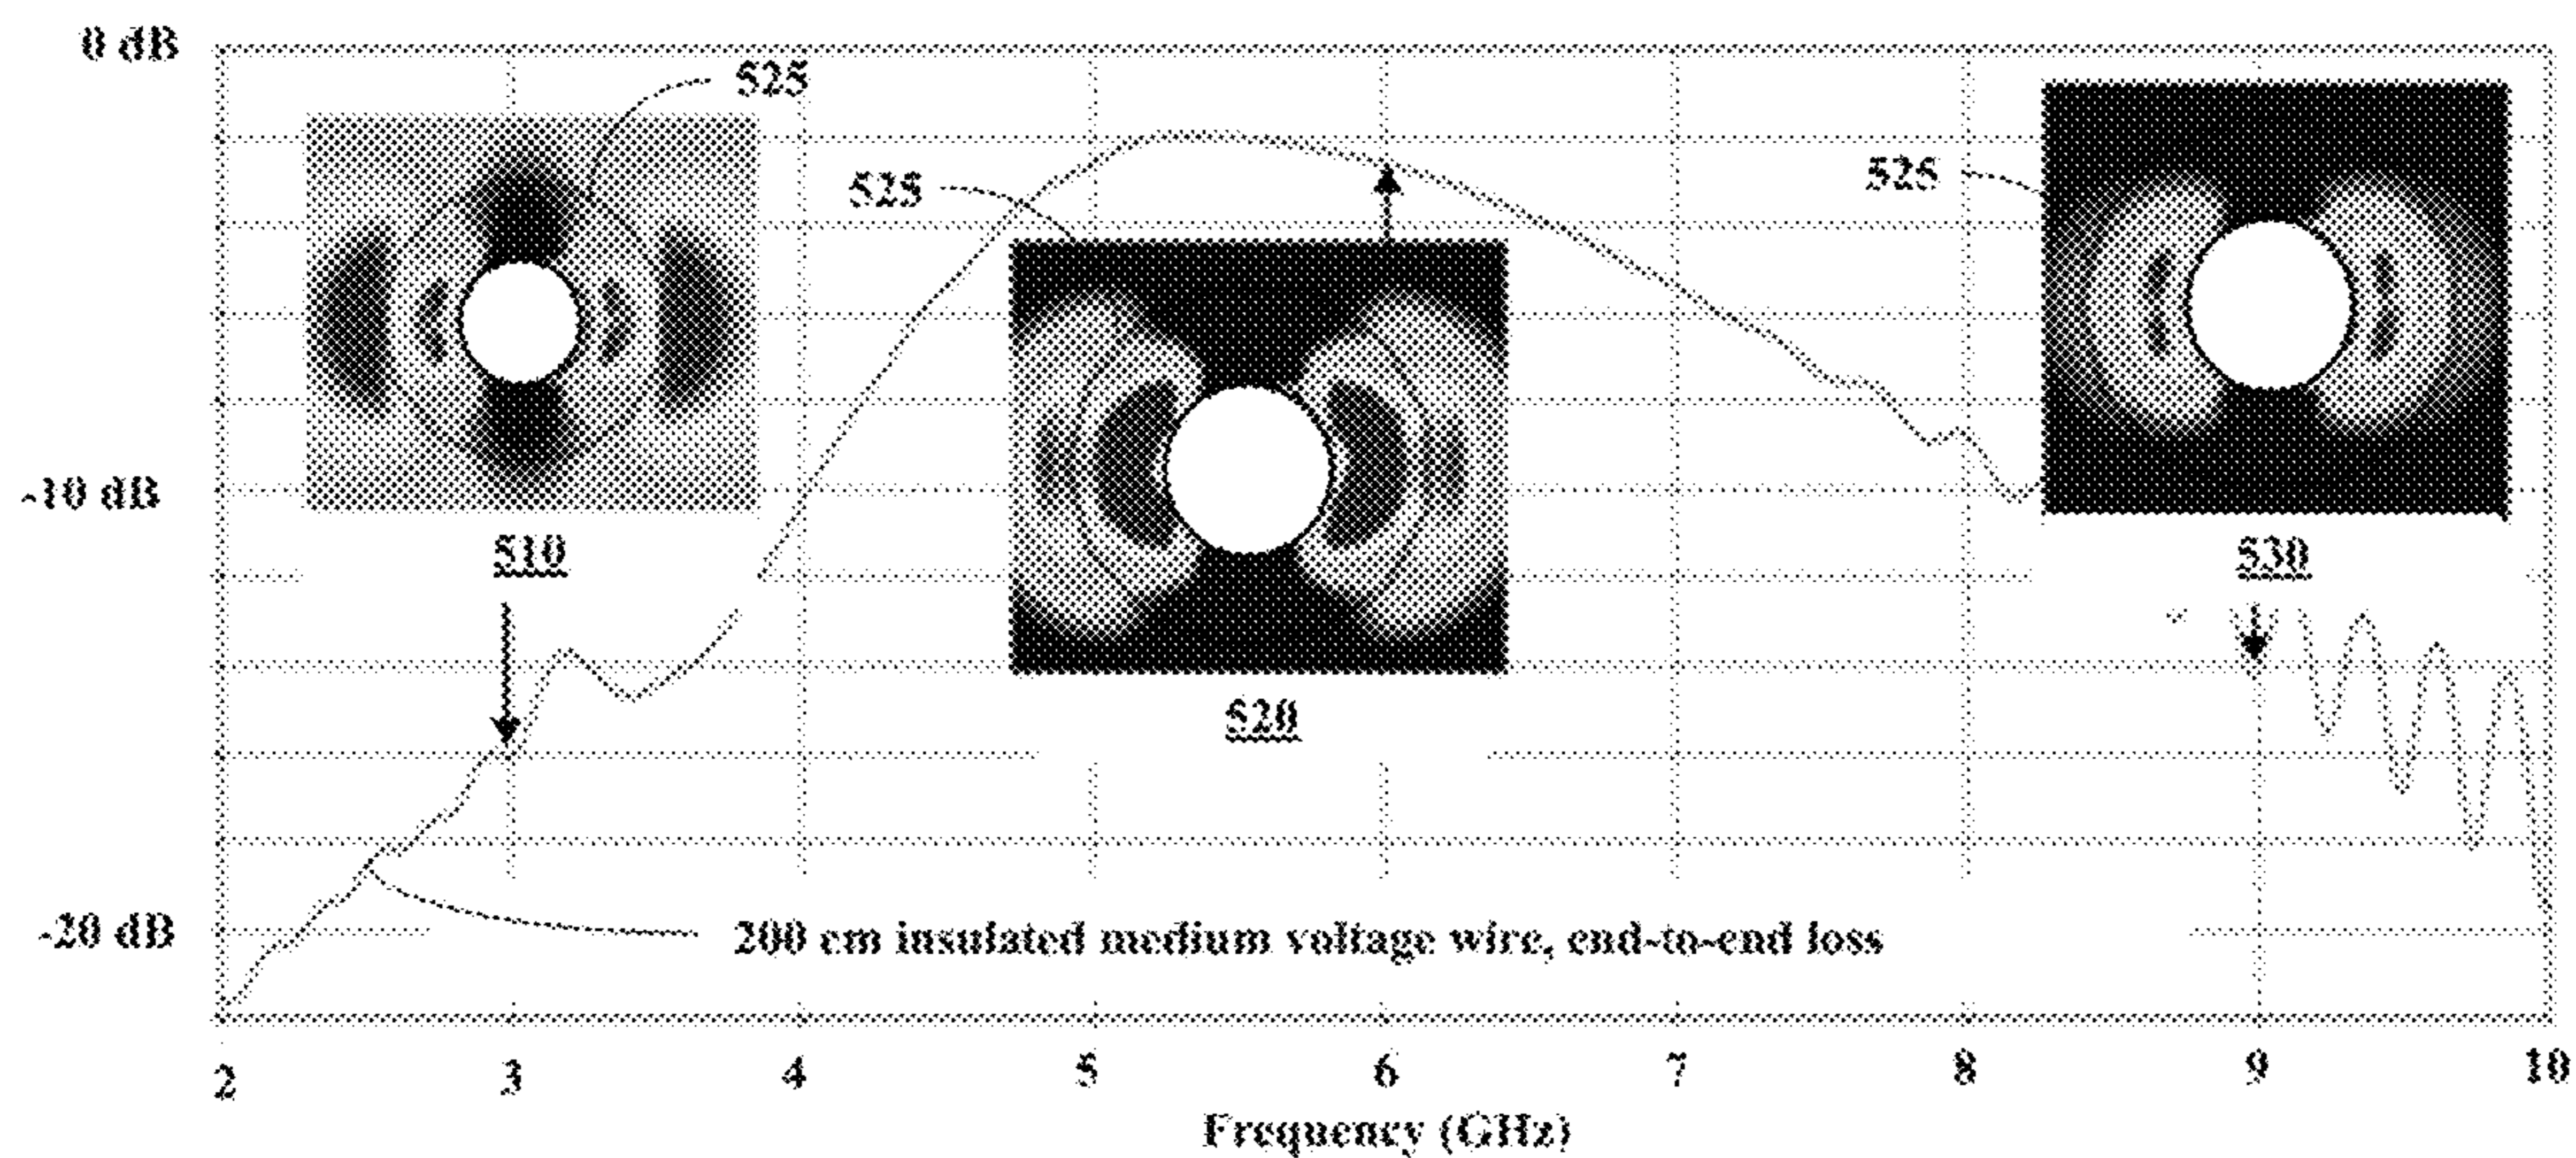 0 dB
525
525
525
-10 dB
510
530
520
-20 dB
200 cm insulated medium voltage wire, end-to-end loss
2 3 4 5 6 7 8 9 10
Frequency (GHz)